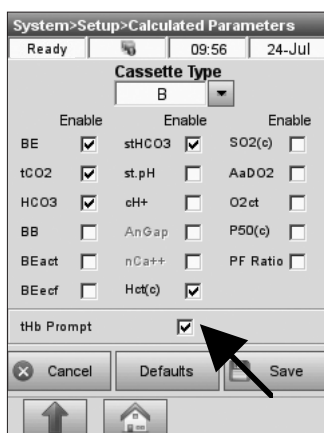 System>Setup>Calculated Parameters
Ready 09:56 24-Jul
Cassette Type
B
Enable Enable Enable
BE stHCO3 SO2(c)
tCO2 st.pH AaDO2
HCO3 cH+ O2ct
BB AnGap P50(c)
BEact nCa++ PF Ratio
BEecf Hct(c)
tHb Prompt
Cancel Defaults Save